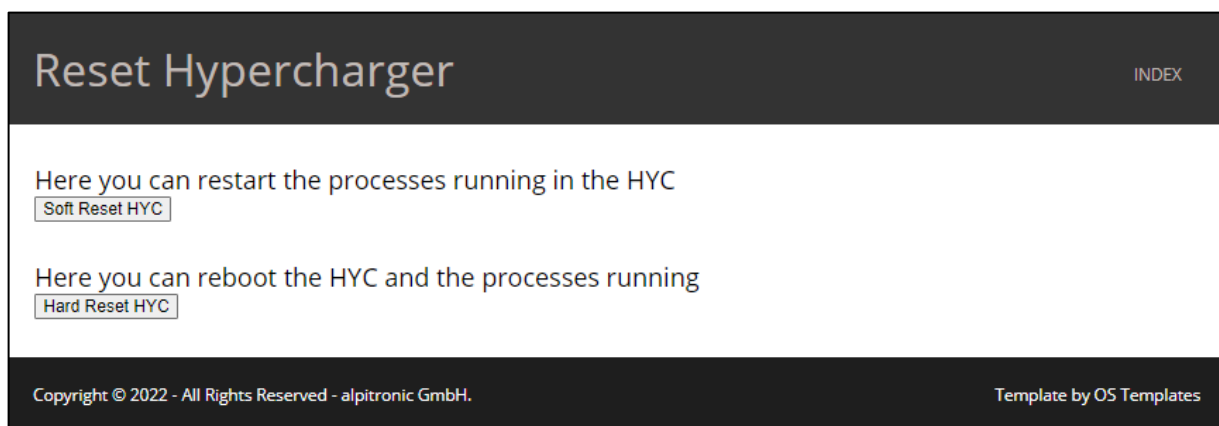 Reset Hypercharger
INDEX
Here you can restart the processes running in the HYC
Soft Reset HYC
Here you can reboot the HYC and the processes running
Hard Reset HYC
Copyright © 2022 - All Rights Reserved - alpitronic GmbH.
Template by OS Templates